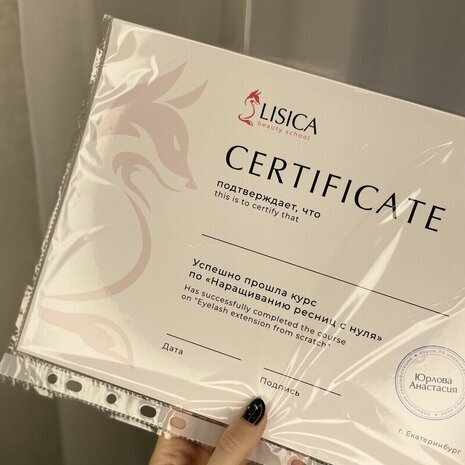 LISICA
beauty school
CERTIFICATE
подтверждает, что
this is to certify that
Успешно прошла курс
по «Наращиванию ресниц с нуля»
Has successfully completed the course
on "Eyelash extension from scratch"
Дата
Подпись
Юрлова
Анастасия
г. Екатеринбург